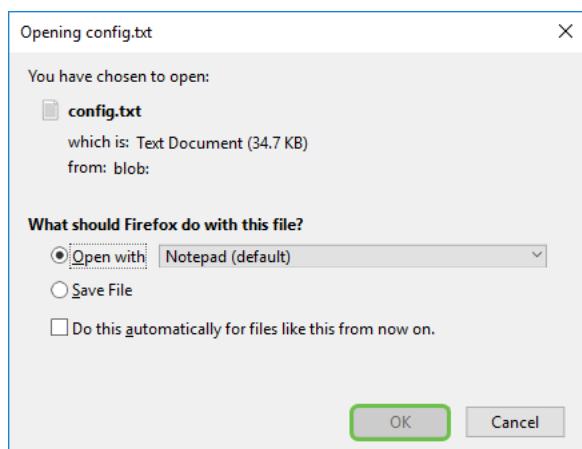 Opening config.txt
You have chosen to open:
config.txt
which is: Text Document (34.7 KB)
from: blob:
What should Firefox do with this file?
Open with Notepad (default)
Save File
Do this automatically for files like this from now on.
OK Cancel